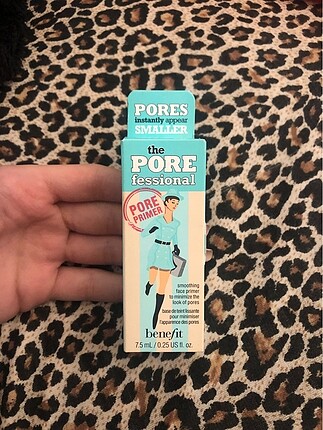 PORES
instantly appear
SMALLER
the
PORE
fessional
PORE
PRIMER
smoothing
face primer
to minimize the
look of pores
base de teint lissante
pour minimiser
l'apparence des pores
benefit
7.5 mL / 0.25 US fl. oz.